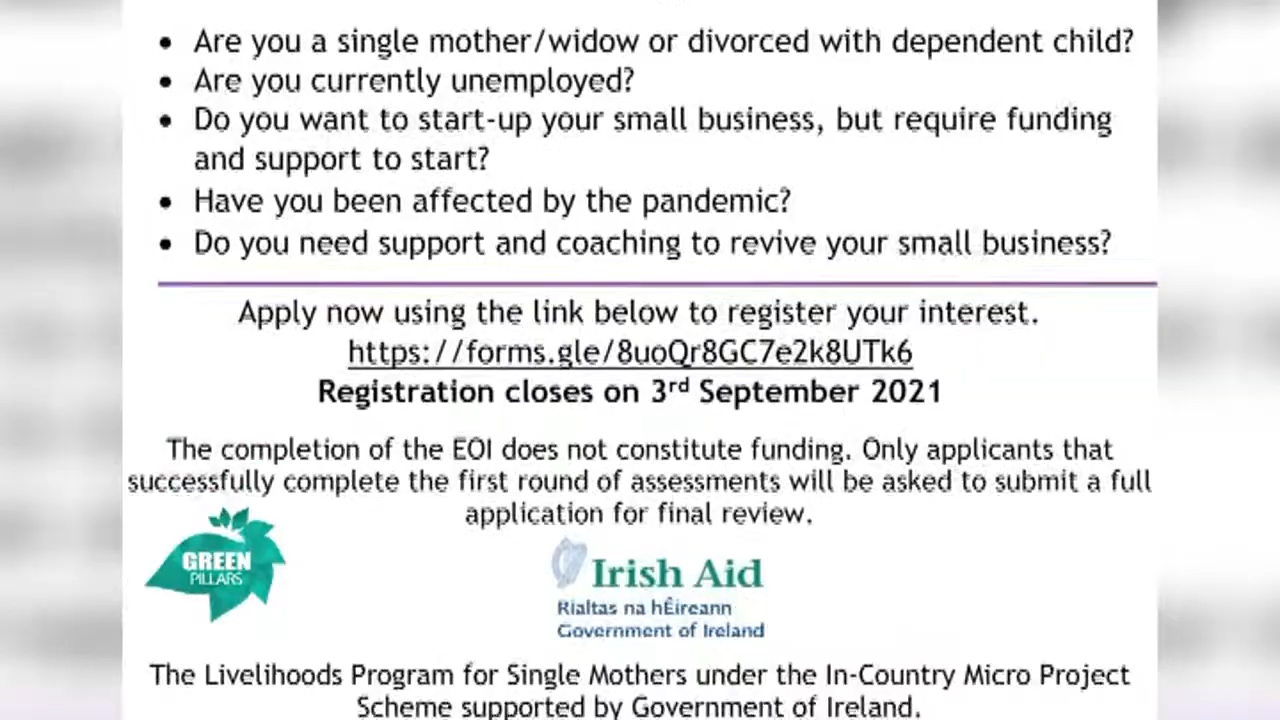 • Are you a single mother/widow or divorced with dependent child?
• Are you currently unemployed?
• Do you want to start-up your small business, but require funding
and support to start?
• Have you been affected by the pandemic?
• Do you need support and coaching to revive your small business?
Apply now using the link below to register your interest.
https://forms.gle/8uoQr8GC7e2k8UTk6
Registration closes on 3rd September 2021
The completion of the EOI does not constitute funding. Only applicants that
successfully complete the first round of assessments will be asked to submit a full
application for final review.
GREEN
PILLARS
Irish Aid
Rialtas na hÉireann
Government of Ireland
The Livelihoods Program for Single Mothers under the In-Country Micro Project
Scheme supported by Government of Ireland.